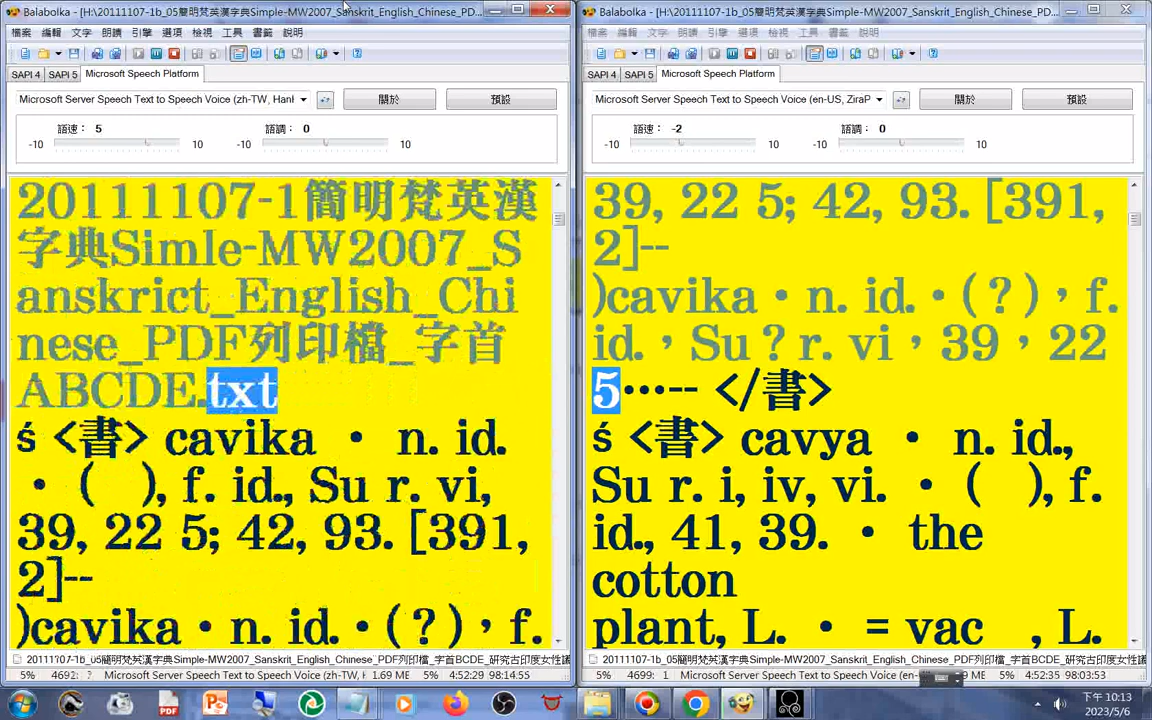 Balabolka - [H:\20111107-1b_05簡明梵英漢字典Simple-MW2007_Sanskrit_English_Chinese_PD...
檔案 編輯 文字 朗讀 引擎 選項 檢視 工具 書籤 說明
SAPI 4 SAPI 5 Microsoft Speech Platform
Microsoft Server Speech Text to Speech Voice (zh-TW, Hanl 關於 預設
語速： 5 語調： 0
-10 10 -10 10
20111107-1簡明梵英漢
字典Simle-MW2007_S
anskrict_English_Chi
nese_PDF列印檔_字首
ABCDE.txt
ś <書> cavika • n. id.
• ( ), f. id., Su r. vi,
39, 22 5; 42, 93. [391,
2]--
)cavika • n. id. • (?) , f.
20111107-1b_05簡明梵英漢字典Simple-MW2007_Sanskrit_English_Chinese_PDF列印檔_字首BCDE_研究古印度女性議
5% 4692: ? Microsoft Server Speech Text to Speech Voice (zh-TW, H 1.69 MB 5% 4:52:29 98:14:55
Balabolka - [H:\20111107-1b_05簡明梵英漢字典Simple-MW2007_Sanskrit_English_Chinese_PD...
檔案 編輯 文字 朗讀 引擎 選項 檢視 工具 書籤 說明
SAPI 4 SAPI 5 Microsoft Speech Platform
Microsoft Server Speech Text to Speech Voice (en-US, ZiraP 關於 預設
語速： -2 語調： 0
-10 10 -10 10
39, 22 5; 42, 93. [391,
2]--
)cavika • n. id. • (?) , f.
id. , Su ? r. vi , 39 , 22
5…-- </書>
ś <書> cavya • n. id.,
Su r. i, iv, vi. • ( ), f.
id., 41, 39. • the
cotton
plant, L. • = vac , L.
20111107-1b_05簡明梵英漢字典Simple-MW2007_Sanskrit_English_Chinese_PDF列印檔_字首BCDE_研究古印度女性議
5% 4699: 1 Microsoft Server Speech Text to Speech Voice 5% 4:52:35 98:03:53
PDF
下午 10:13
2023/5/6